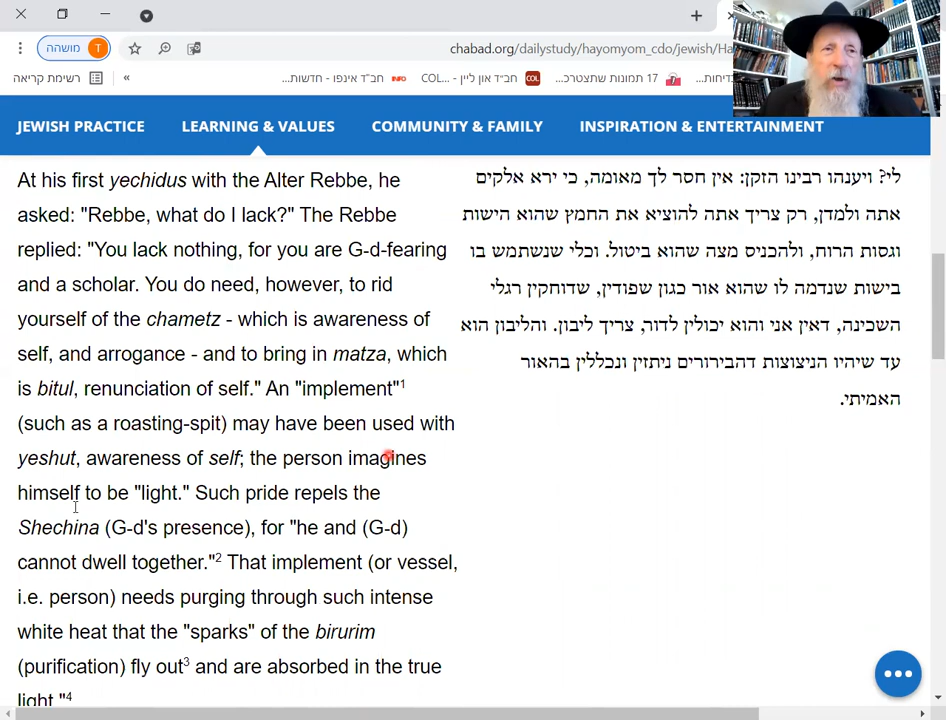 מושהה
T
chabad.org/dailystudy/hayomyom_cdo/jewish/Ha
רשימת קריאה
«
חב״ד אינפו - חדשות...
INFO
COL - חב״ד און ליין...
COL
17 תמונות שתצטרכ...
7
בדיחות...
JEWISH PRACTICE
LEARNING & VALUES
COMMUNITY & FAMILY
INSPIRATION & ENTERTAINMENT
At his first yechidus with the Alter Rebbe, he
asked: "Rebbe, what do I lack?" The Rebbe
replied: "You lack nothing, for you are G-d-fearing
and a scholar. You do need, however, to rid
yourself of the chametz - which is awareness of
self, and arrogance - and to bring in matza, which
is bitul, renunciation of self." An "implement"1
(such as a roasting-spit) may have been used with
yeshut, awareness of self; the person imagines
himself to be "light." Such pride repels the
Shechina (G-d's presence), for "he and (G-d)
cannot dwell together."2 That implement (or vessel,
i.e. person) needs purging through such intense
white heat that the "sparks" of the birurim
(purification) fly out3 and are absorbed in the true
light."4
לי? ויענהו רבינו הזקן: אין חסר לך מאומה, כי ירא אלקים
אתה ולמדן, רק צריך אתה להוציא את החמץ שהוא הישות
וגסות הרוח, ולהכניס מצה שהוא ביטול. וכלי שנשתמש בו
בישות שנדמה לו שהוא אור כגון שפודין, שדוחקין רגלי
השכינה, דאין אני והוא יכולין לדור, צריך ליבון. והליבון הוא
עד שיהיו הניצוצות דהבירורים ניתזין ונכללין בהאור
האמיתי.